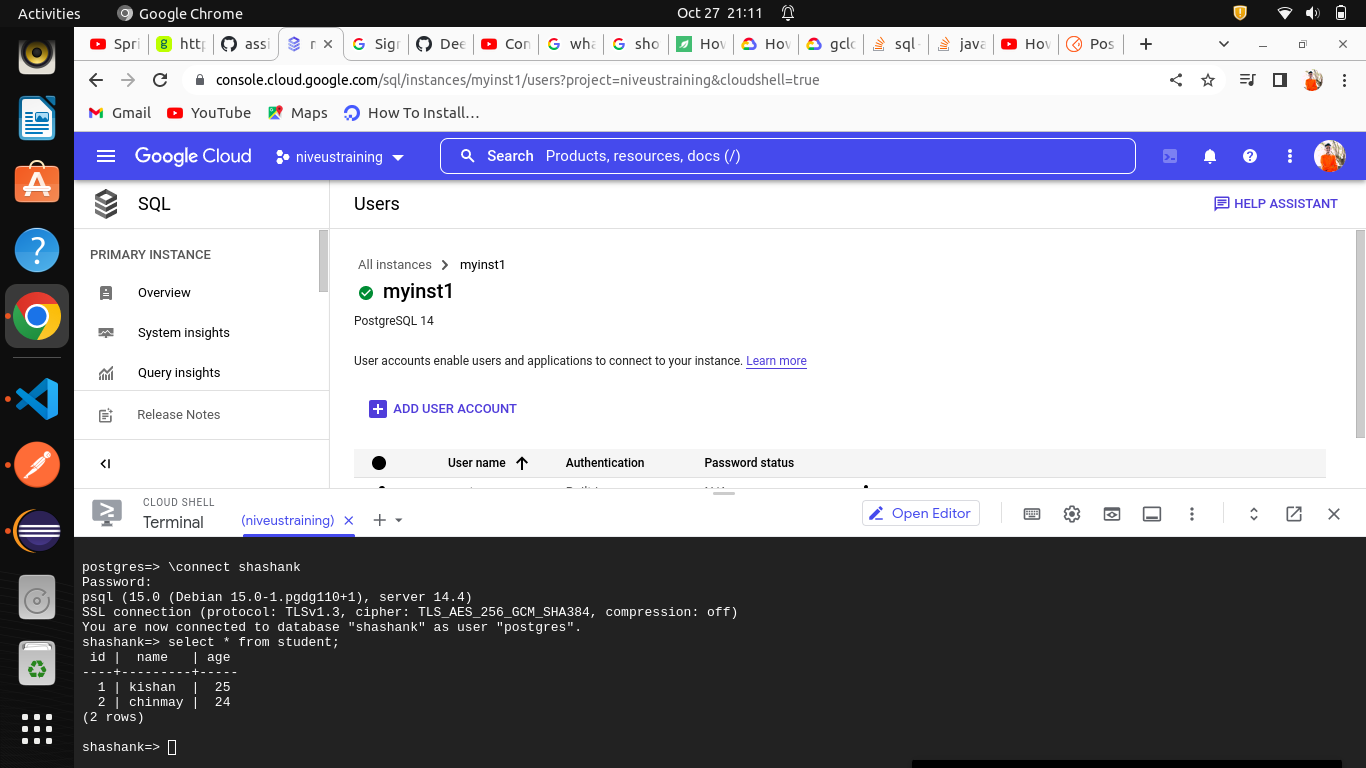 Activities Google Chrome Oct 27 21:11
Spri http assi n Sign Dee Con wha sho How How gclo sql java How Pos
console.cloud.google.com/sql/instances/myinst1/users?project=niveustraining&cloudshell=true
Gmail YouTube Maps How To Install…
Google Cloud niveustraining Search Products, resources, docs (/)
SQL Users HELP ASSISTANT
PRIMARY INSTANCE
Overview
System insights
Query insights
Release Notes
All instances myinst1
myinst1
PostgreSQL 14
User accounts enable users and applications to connect to your instance. Learn more
ADD USER ACCOUNT
User name Authentication Password status
CLOUD SHELL
Terminal (niveustraining) Open Editor
postgres=> \connect shashank
Password:
psql (15.0 (Debian 15.0-1.pgdg110+1), server 14.4)
SSL connection (protocol: TLSv1.3, cipher: TLS_AES_256_GCM_SHA384, compression: off)
You are now connected to database "shashank" as user "postgres".
shashank=> select * from student;
 id |  name   | age
----+---------+-----
  1 | kishan  |  25
  2 | chinmay |  24
(2 rows)
shashank=>